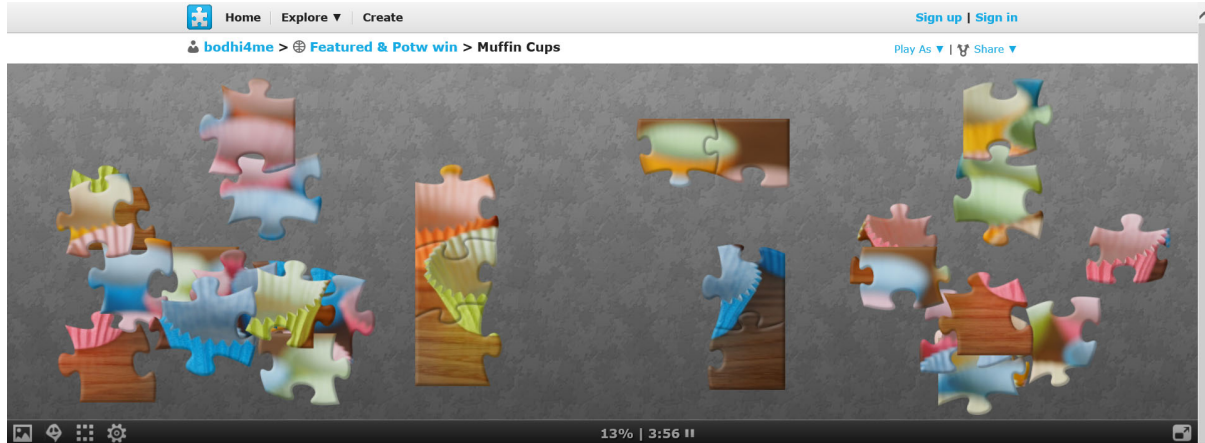 Home Explore ▼ Create Sign up | Sign in
bodhi4me > Featured & Potw win > Muffin Cups Play As ▼ | Share ▼
13% | 3:56